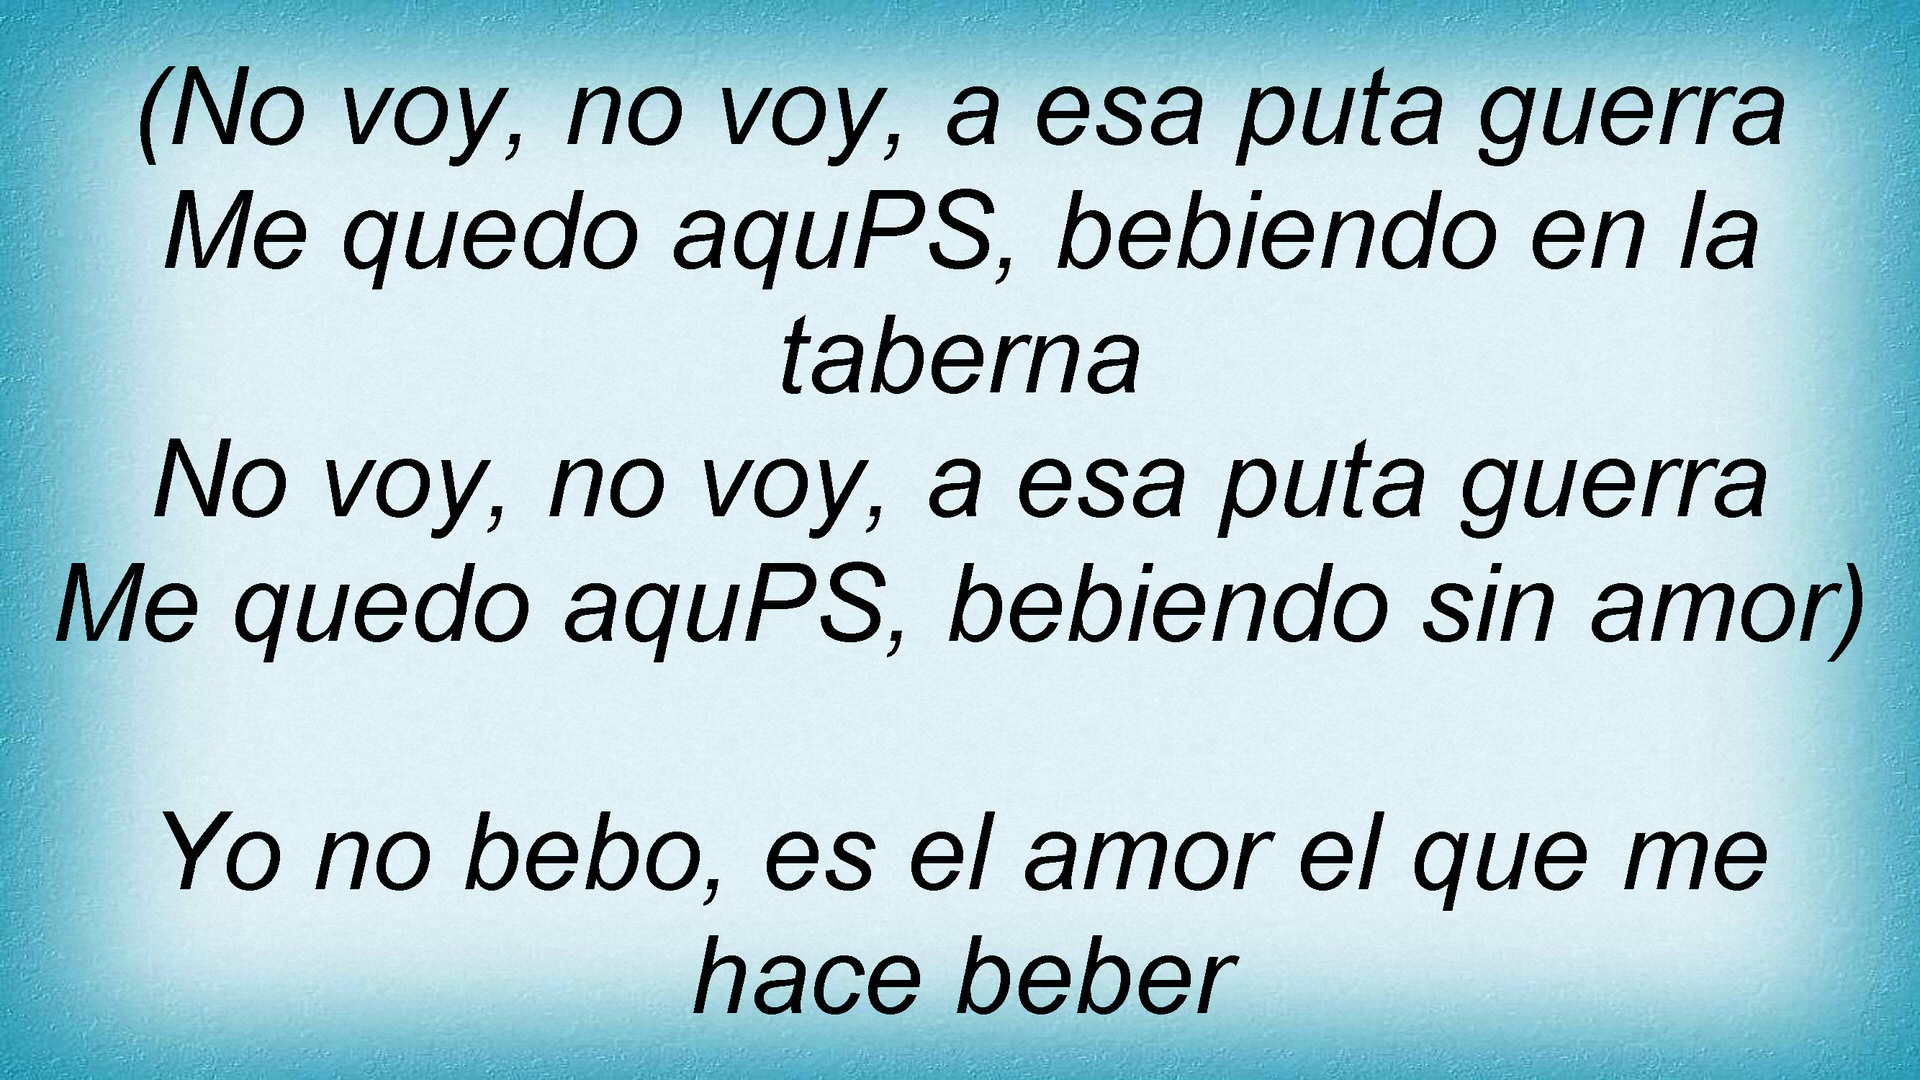 (No voy, no voy, a esa puta guerra
Me quedo aquPS, bebiendo en la
taberna
No voy, no voy, a esa puta guerra
Me quedo aquPS, bebiendo sin amor)
Yo no bebo, es el amor el que me
hace beber